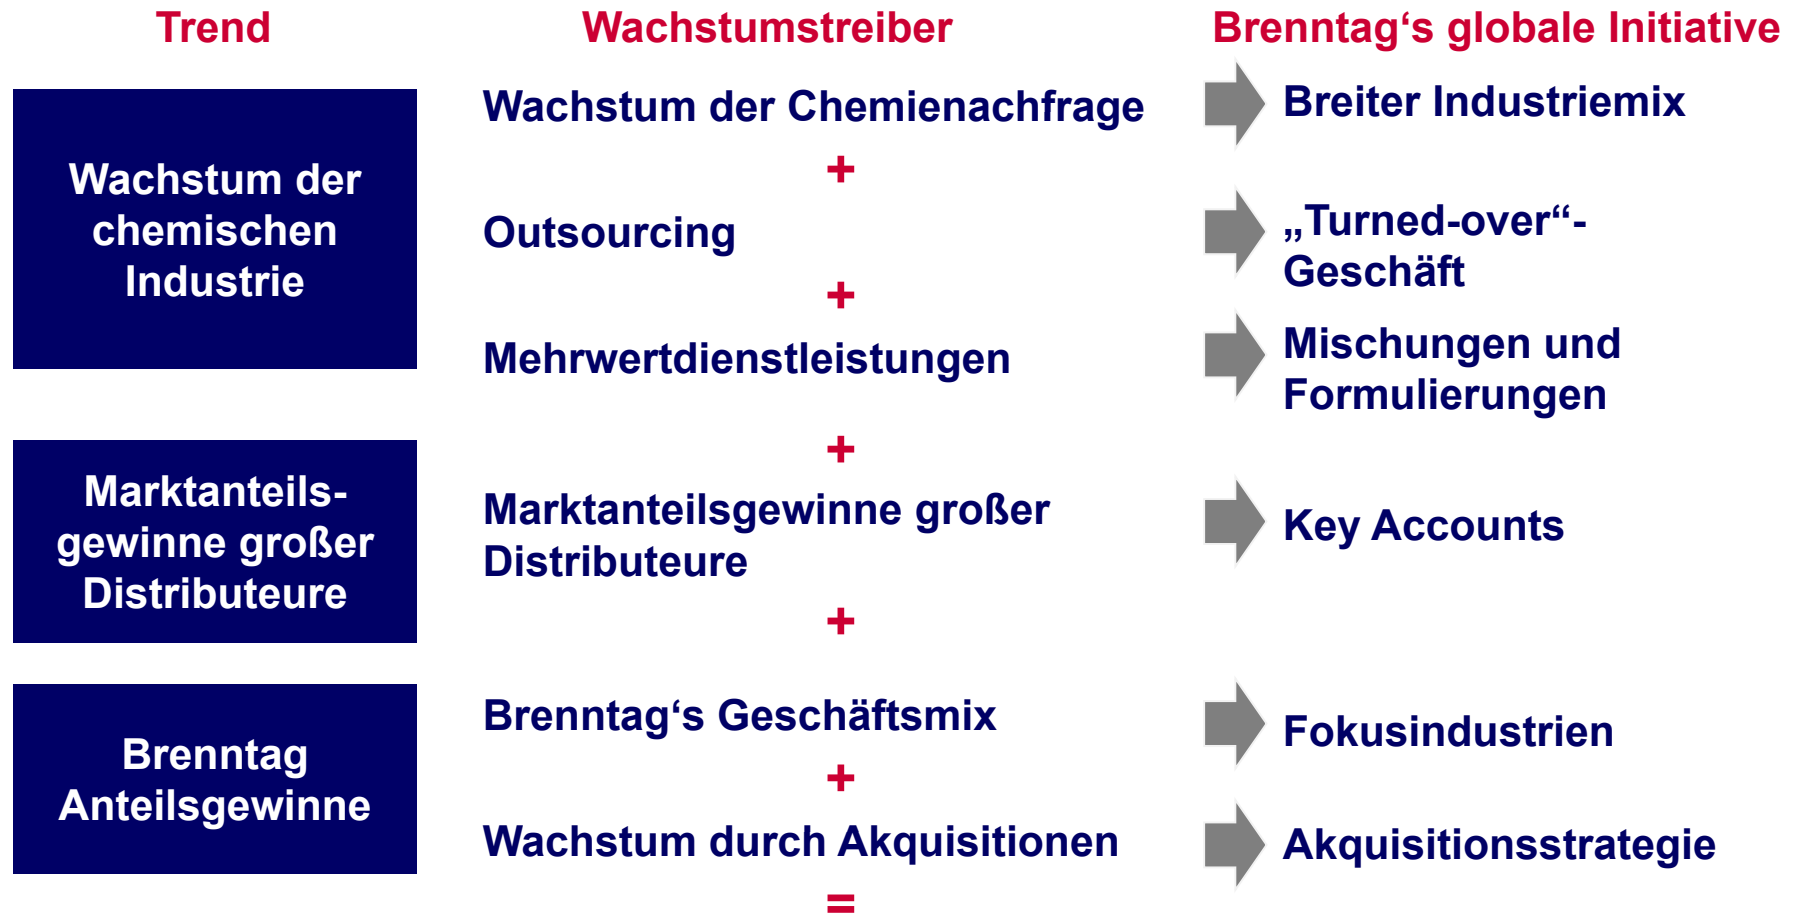 Trend
Wachstumstreiber
Brenntag‘s globale Initiative
Wachstum der
chemischen
Industrie
Wachstum der Chemienachfrage
Breiter Industriemix
+
Outsourcing
„Turned-over“-
Geschäft
+
Mehrwertdienstleistungen
Mischungen und
Formulierungen
+
Marktanteils-
gewinne großer
Distributeure
Marktanteilsgewinne großer
Distributeure
Key Accounts
+
Brenntag
Anteilsgewinne
Brenntag‘s Geschäftsmix
Fokusindustrien
+
Wachstum durch Akquisitionen
Akquisitionsstrategie
=